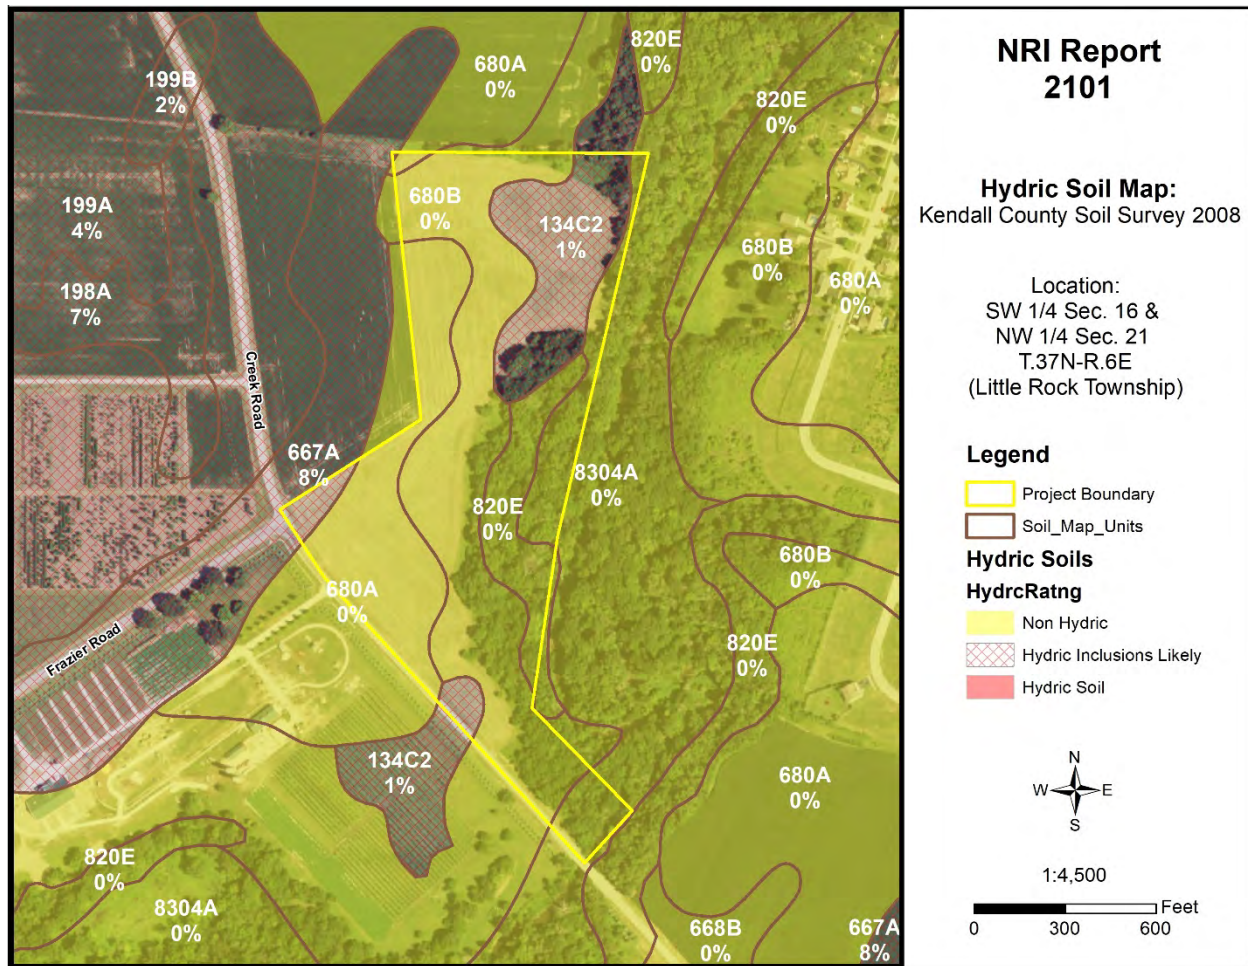 820E
0%
199B
2%
680A
0%
820E
0%
680B
0%
199A
4%
134C2
1%
680B
0%
680A
0%
198A
7%
Creek Road
667A
8%
8304A
0%
820E
0%
680B
0%
680A
0%
Frazier Road
820E
0%
134C2
1%
680A
0%
820E
0%
8304A
0%
668B
0%
667A
8%
NRI Report
2101
Hydric Soil Map:
Kendall County Soil Survey 2008
Location:
SW 1/4 Sec. 16 &
NW 1/4 Sec. 21
T.37N-R.6E
(Little Rock Township)
Legend
Project Boundary
Soil_Map_Units
Hydric Soils
HydrcRatng
Non Hydric
Hydric Inclusions Likely
Hydric Soil
N
W E
S
1:4,500
Feet
0 300 600